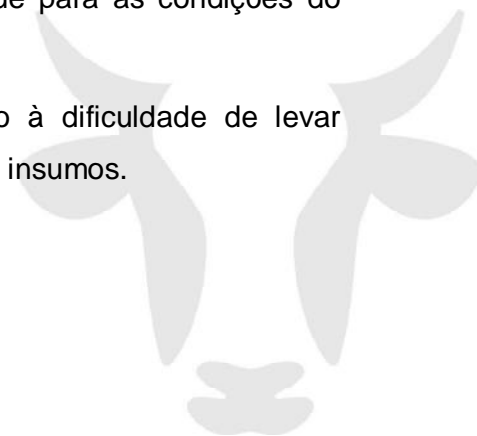 para as condições do
à dificuldade de levar
insumos.